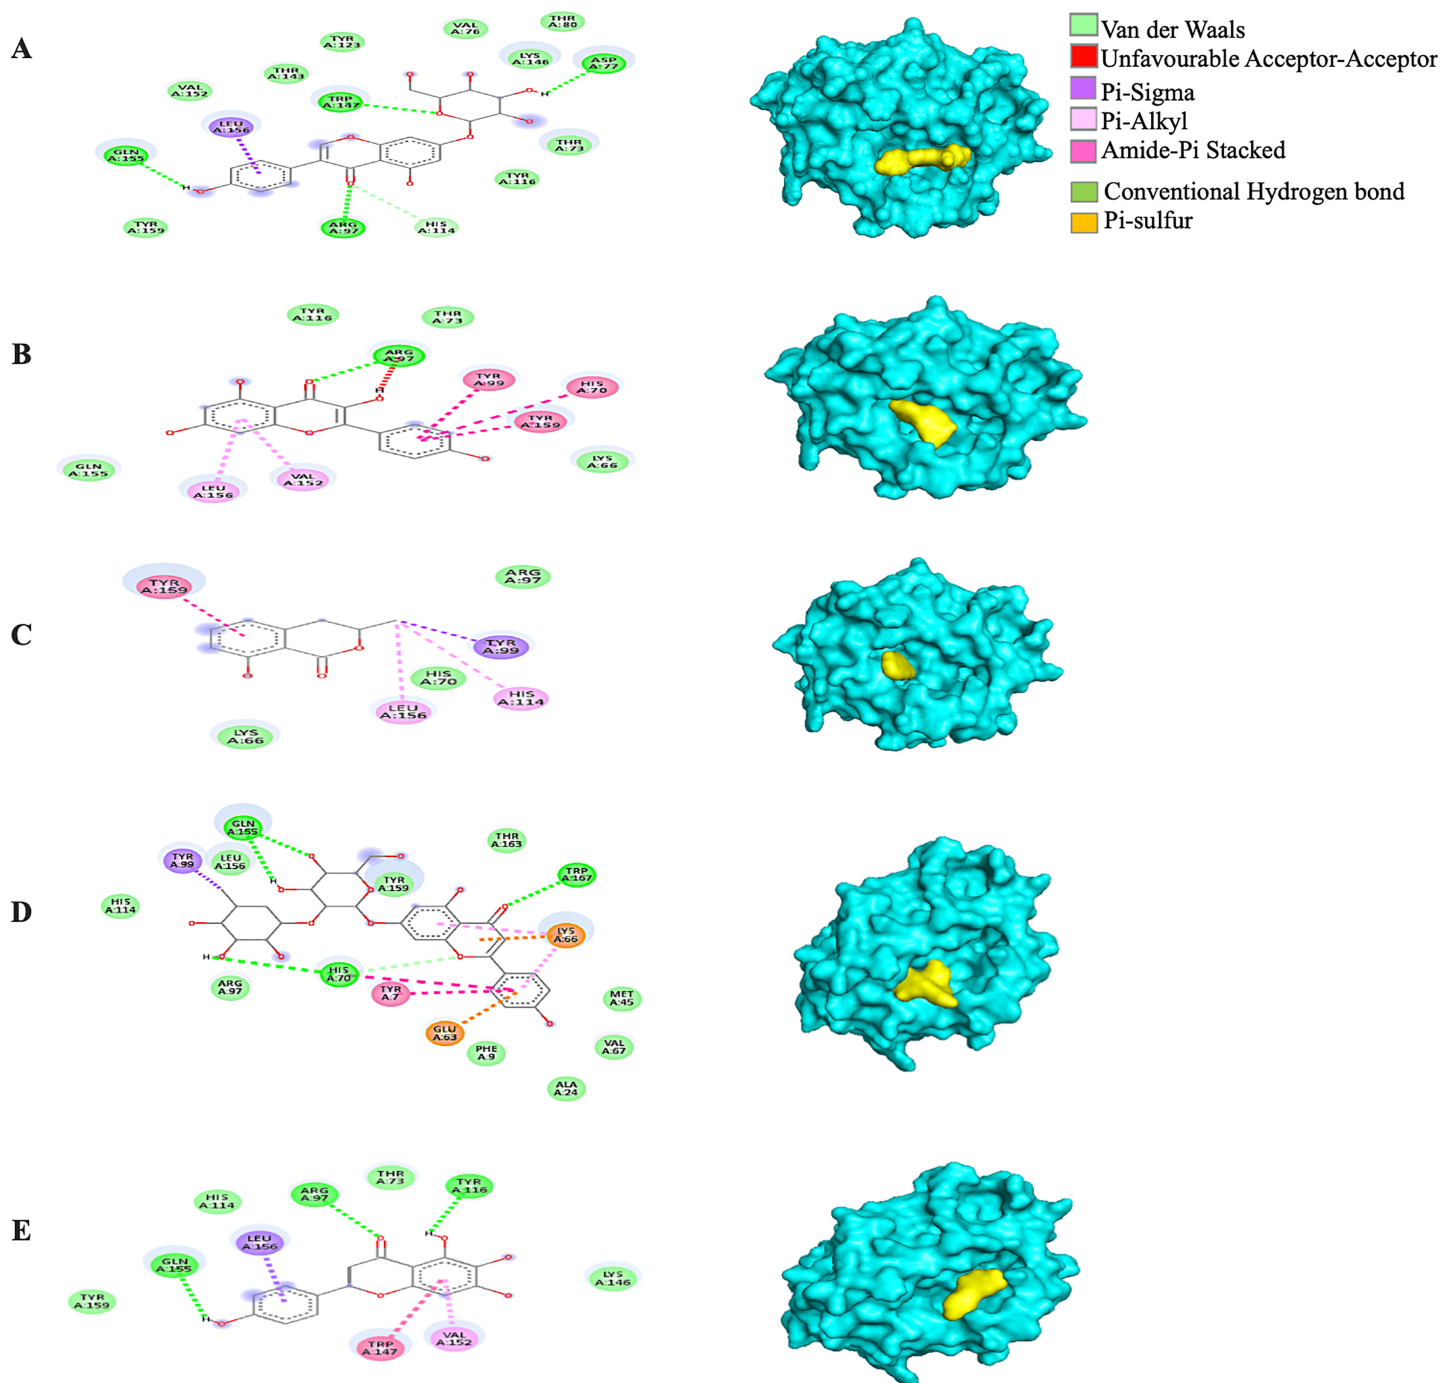 A
VAL
A:76
THR
A:80
TYR
A:123
LYS
A:146
ASP
A:77
THR
A:143
VAL
A:152
TRP
A:147
LEU
A:156
GLN
A:155
THR
A:73
TYR
A:116
TYR
A:159
ARG
A:97
HIS
A:114
H
O
O
O
O
O
O
O
O
O
O
H
Van der Waals
Unfavourable Acceptor-Acceptor
Pi-Sigma
Pi-Alkyl
Amide-Pi Stacked
Conventional Hydrogen bond
Pi-sulfur
B
TYR
A:116
THR
A:73
ARG
A:97
TYR
A:99
HIS
A:70
TYR
A:159
LYS
A:66
GLN
A:155
LEU
A:156
VAL
A:152
O
O
H
O
O
O
O
C
TYR
A:159
ARG
A:97
TYR
A:99
HIS
A:70
HIS
A:114
LEU
A:156
LYS
A:66
O
O
O
D
GLN
A:155
THR
A:163
TYR
A:99
LEU
A:156
TYR
A:159
TRP
A:167
HIS
A:114
LYS
A:66
HIS
A:70
ARG
A:97
TYR
A:7
MET
A:45
GLU
A:63
PHE
A:9
VAL
A:67
ALA
A:24
O
O
H
O
O
O
O
O
O
O
O
H
O
O
O
O
E
HIS
A:114
ARG
A:97
THR
A:73
TYR
A:116
LEU
A:156
GLN
A:155
LYS
A:146
TYR
A:159
TRP
A:147
VAL
A:152
O
H
O
O
O
O
H
O